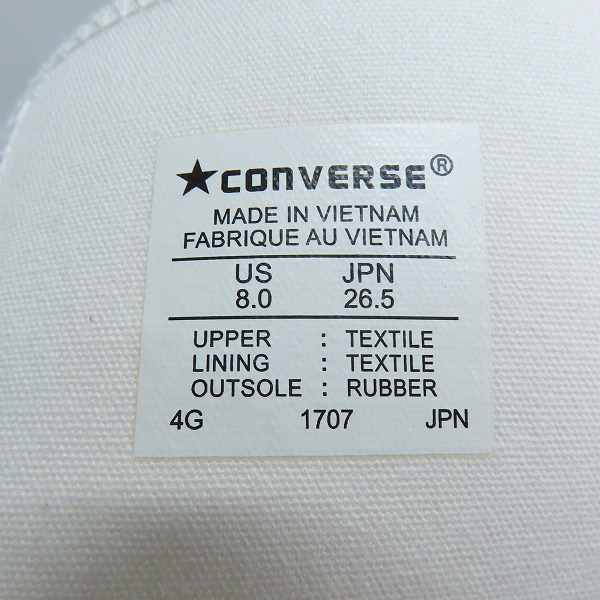 ★CONVERSE®
MADE IN VIETNAM
FABRIQUE AU VIETNAM
US JPN
8.0 26.5
UPPER : TEXTILE
LINING : TEXTILE
OUTSOLE : RUBBER
4G 1707 JPN